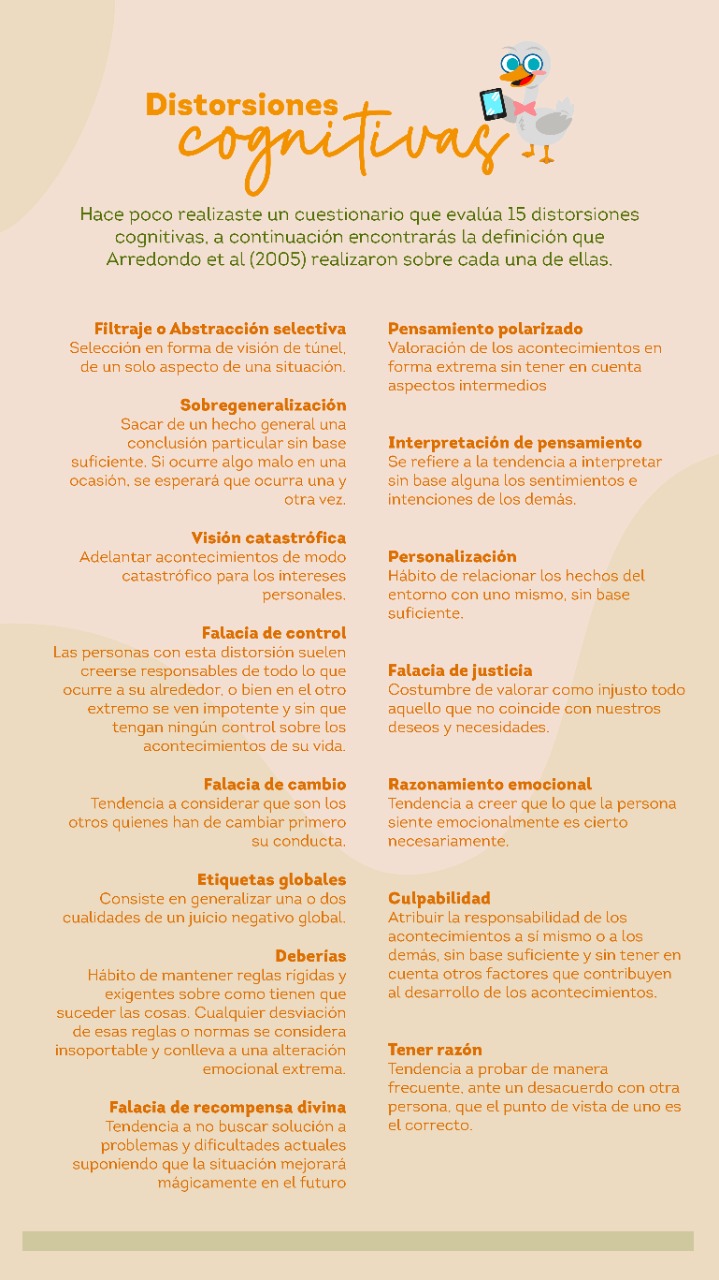 Distorsiones
cognitivas
Hace poco realizaste un cuestionario que evalúa 15 distorsiones
cognitivas, a continuación encontrarás la definición que
Arredondo et al (2005) realizaron sobre cada una de ellas.
Filtraje o Abstracción selectiva
Selección en forma de visión de túnel,
de un solo aspecto de una situación.
Sobregeneralización
Sacar de un hecho general una
conclusión particular sin base
suficiente. Si ocurre algo malo en una
ocasión, se esperará que ocurra una y
otra vez.
Visión catastrófica
Adelantar acontecimientos de modo
catastrófico para los intereses
personales.
Falacia de control
Las personas con esta distorsión suelen
creerse responsables de todo lo que
ocurre a su alrededor, o bien en el otro
extremo se ven impotente y sin que
tengan ningún control sobre los
acontecimientos de su vida.
Falacia de cambio
Tendencia a considerar que son los
otros quienes han de cambiar primero
su conducta.
Etiquetas globales
Consiste en generalizar una o dos
cualidades de un juicio negativo global.
Deberías
Hábito de mantener reglas rígidas y
exigentes sobre como tienen que
suceder las cosas. Cualquier desviación
de esas reglas o normas se considera
insoportable y conlleva a una alteración
emocional extrema.
Falacia de recompensa divina
Tendencia a no buscar solución a
problemas y dificultades actuales
suponiendo que la situación mejorará
mágicamente en el futuro
Pensamiento polarizado
Valoración de los acontecimientos en
forma extrema sin tener en cuenta
aspectos intermedios
Interpretación de pensamiento
Se refiere a la tendencia a interpretar
sin base alguna los sentimientos e
intenciones de los demás.
Personalización
Hábito de relacionar los hechos del
entorno con uno mismo, sin base
suficiente.
Falacia de justicia
Costumbre de valorar como injusto todo
aquello que no coincide con nuestros
deseos y necesidades.
Razonamiento emocional
Tendencia a creer que lo que la persona
siente emocionalmente es cierto
necesariamente.
Culpabilidad
Atribuir la responsabilidad de los
acontecimientos a sí mismo o a los
demás, sin base suficiente y sin tener en
cuenta otros factores que contribuyen
al desarrollo de los acontecimientos.
Tener razón
Tendencia a probar de manera
frecuente, ante un desacuerdo con otra
persona, que el punto de vista de uno es
el correcto.